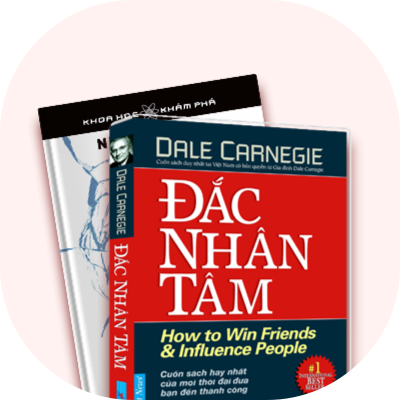 KHOA HỌC KHÁM PHÁ
N
DALE CARNEGIE
Cuốn sách duy nhất tại Việt Nam có bản quyền từ Gia đình Dale Carnegie
ĐẮC
NHÂN
TÂM
How to Win Friends
& Influence People
Cuốn sách hay nhất
của mọi thời đại đưa
bạn đến thành công
#1
INTERNATIONAL
BEST
SELLER
DALE CARNEGIE
ĐẮC NHÂN TÂM